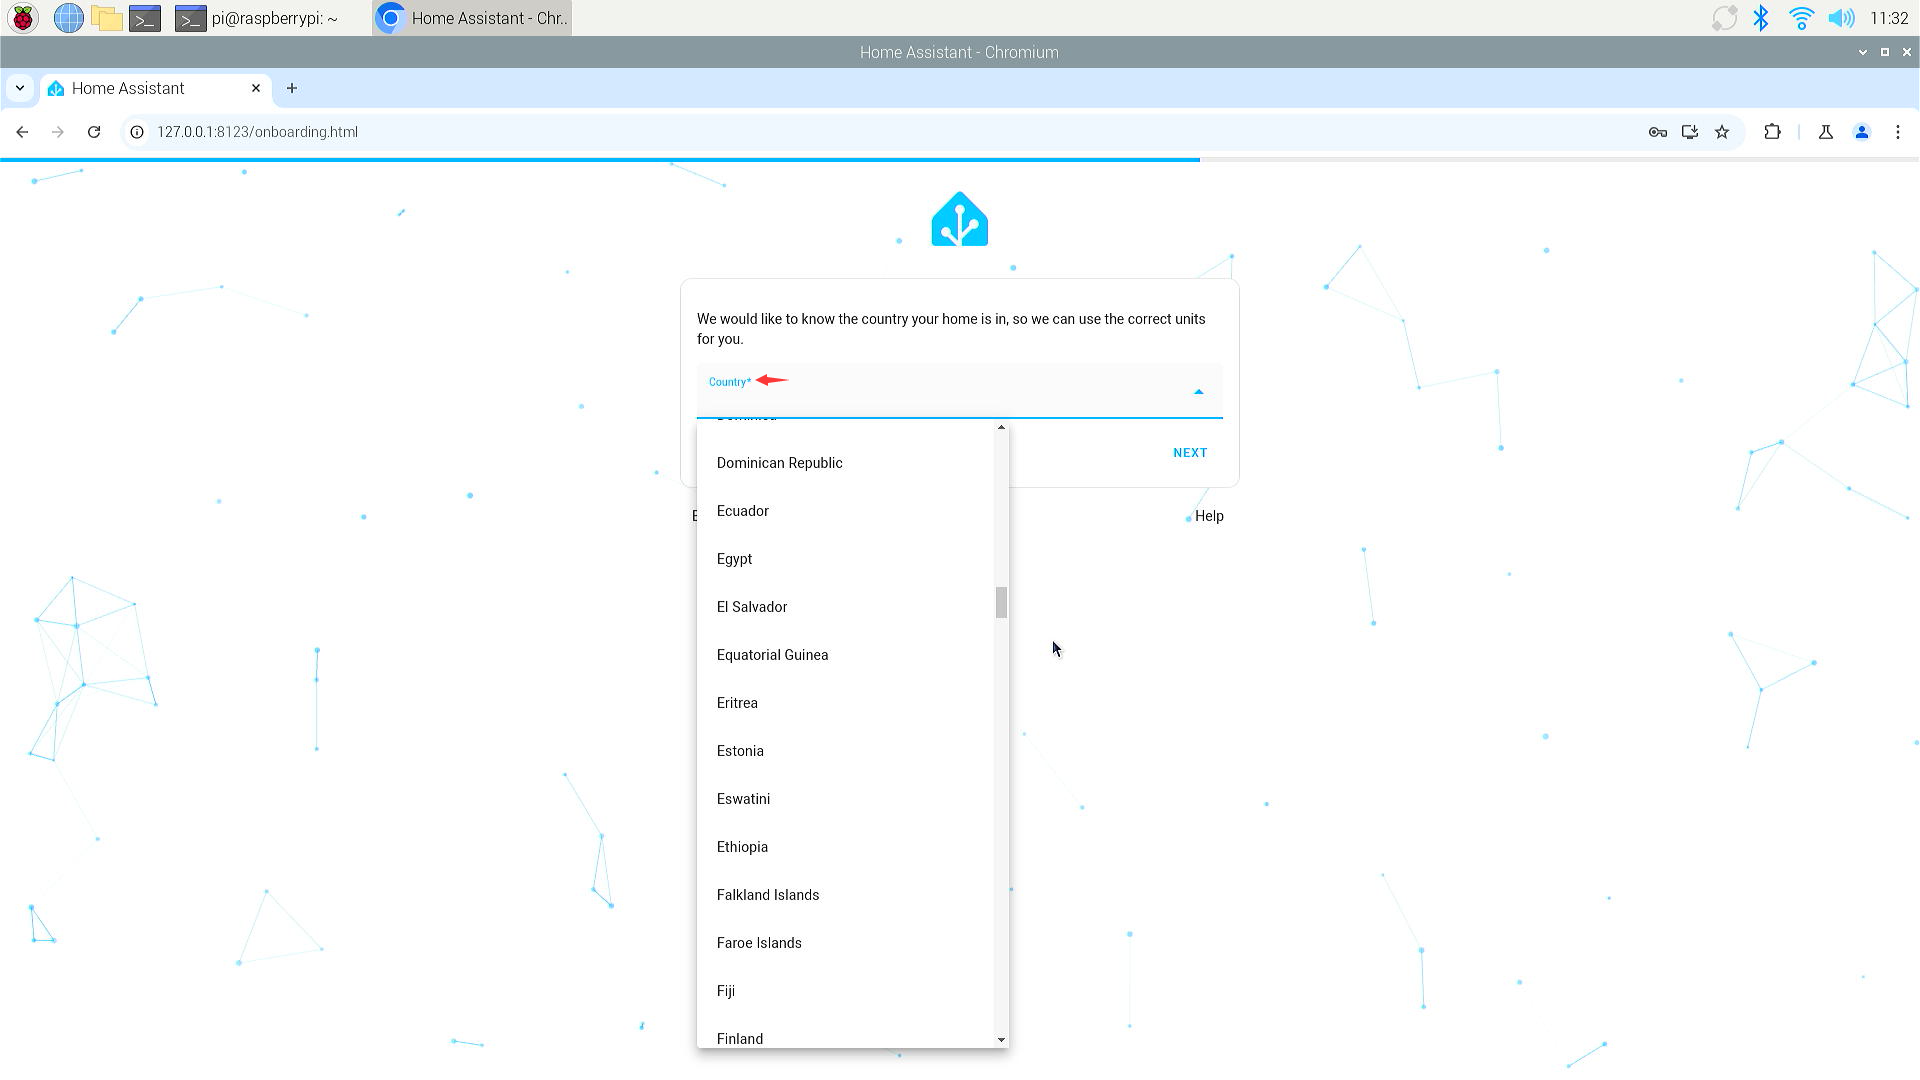 pi@raspberrypi: ~
Home Assistant - Chr..
11:32
Home Assistant - Chromium
Home Assistant
127.0.0.1:8123/onboarding.html
We would like to know the country your home is in, so we can use the correct units
for you.
Country*
Dominican Republic
NEXT
Ecuador
Help
Egypt
El Salvador
Equatorial Guinea
Eritrea
Estonia
Eswatini
Ethiopia
Falkland Islands
Faroe Islands
Fiji
Finland